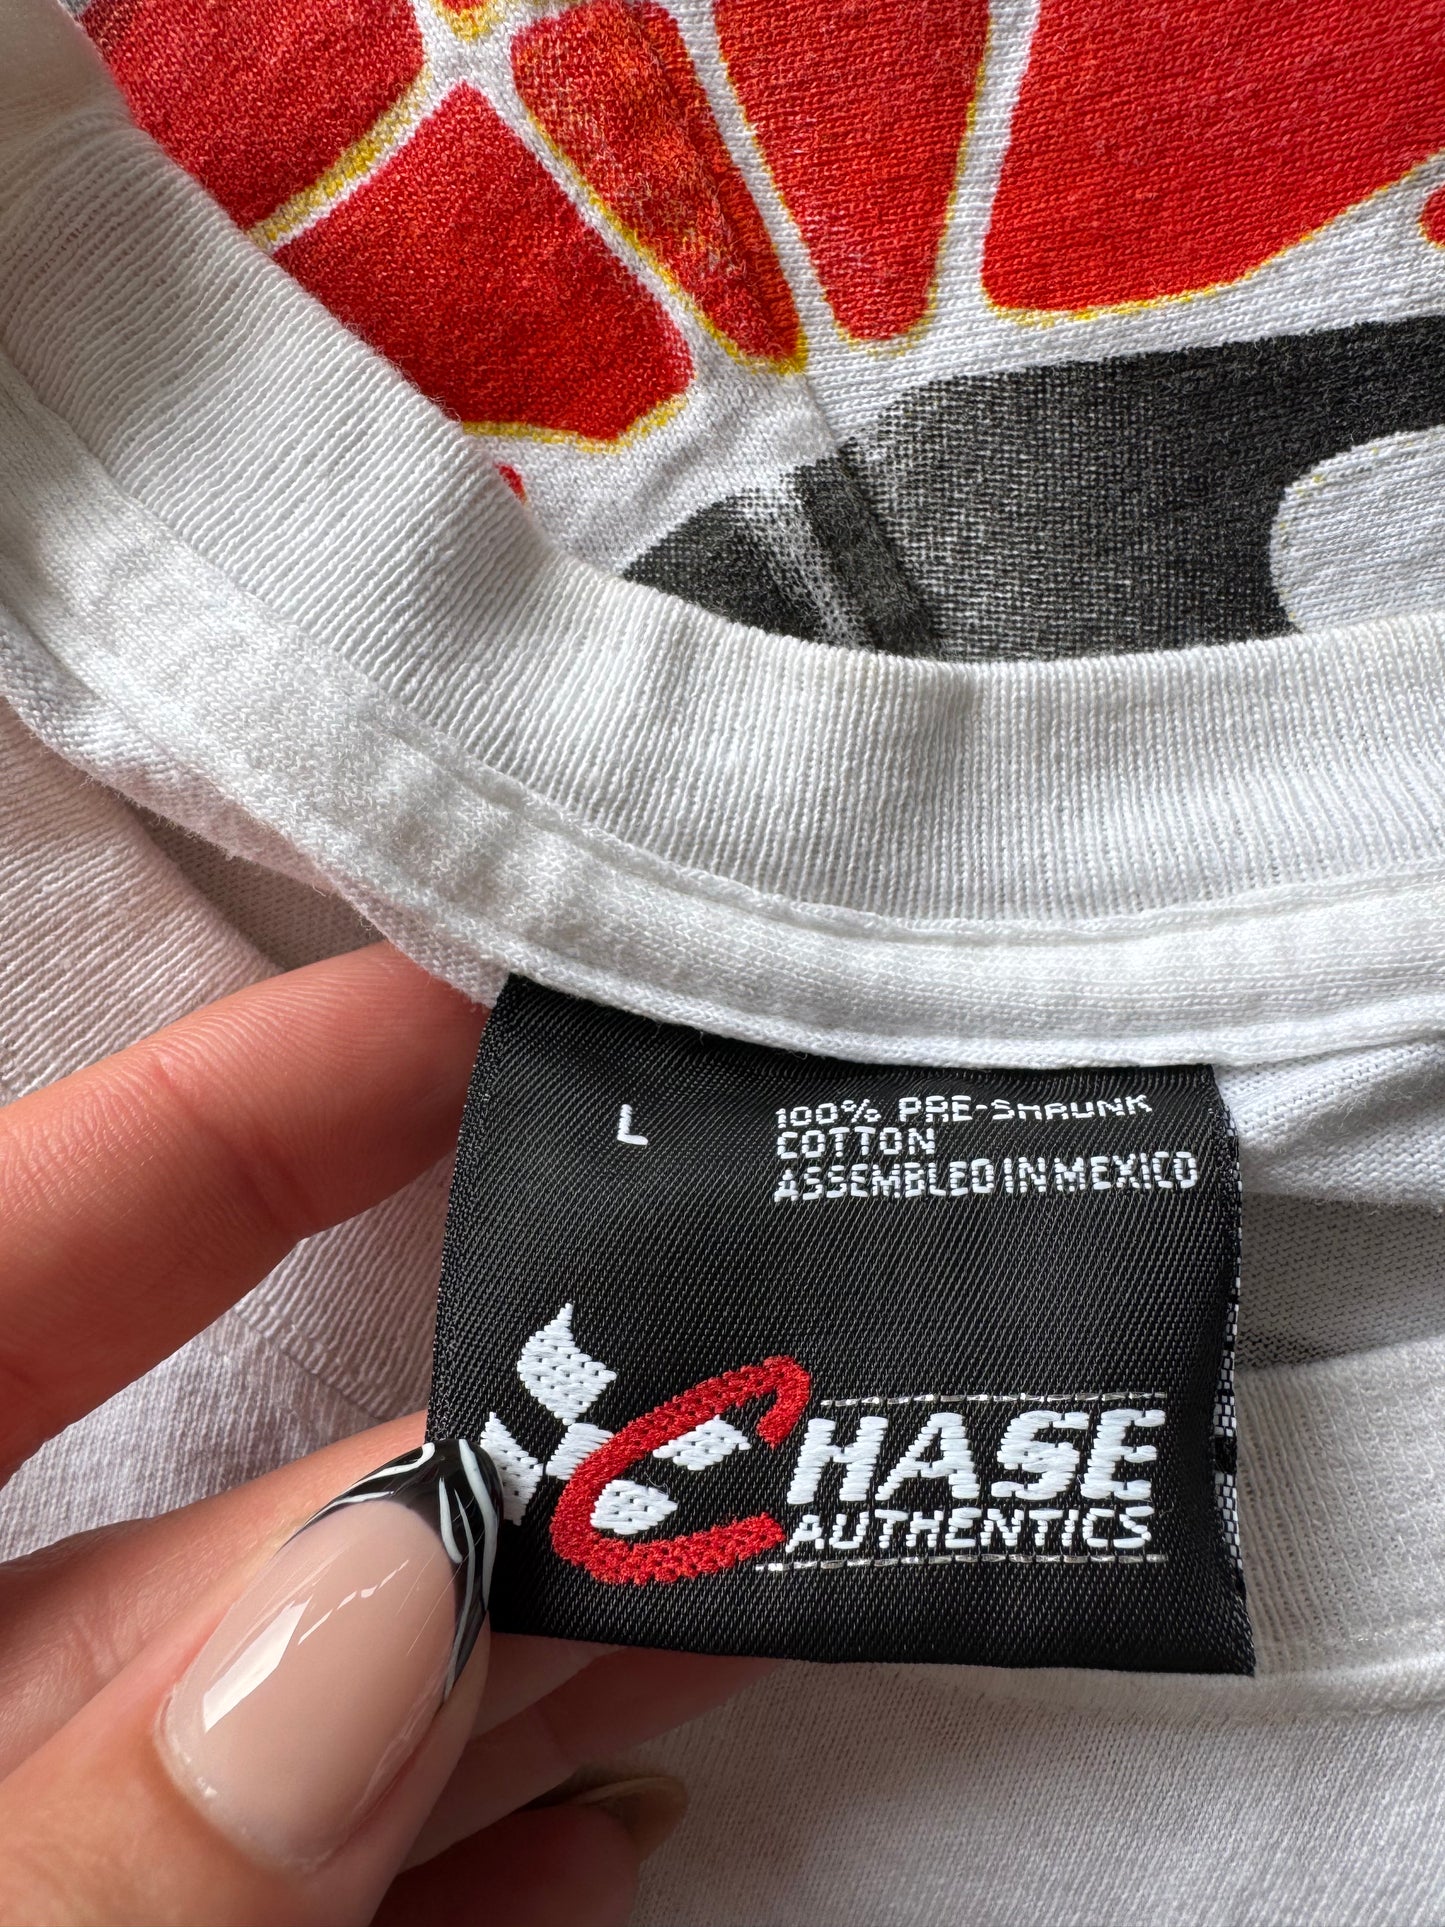 L
100% PRE-SHRUNK
COTTON
ASSEMBLED IN MEXICO
CHASE
AUTHENTICS